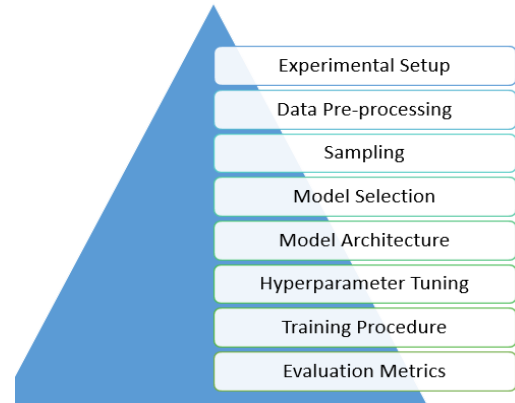 Experimental Setup
Data Pre-processing
Sampling
Model Selection
Model Architecture
Hyperparameter Tuning
Training Procedure
Evaluation Metrics